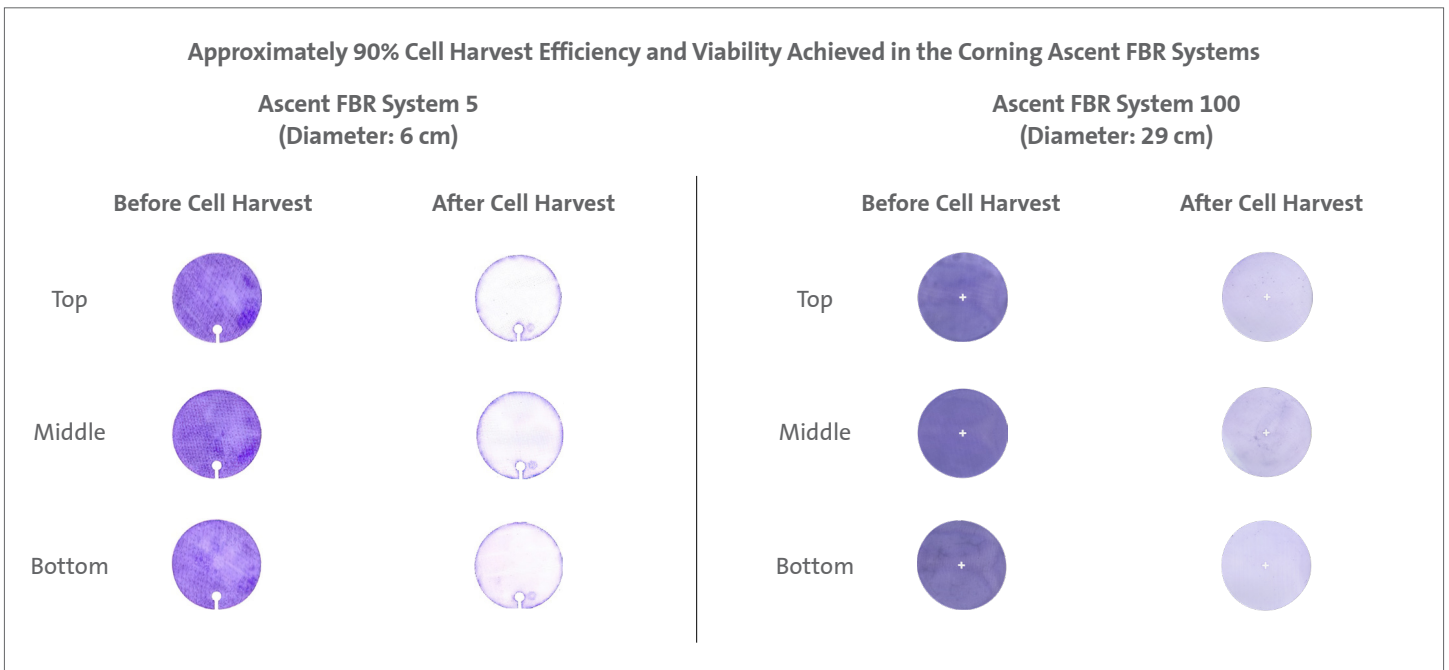 Approximately 90% Cell Harvest Efficiency and Viability Achieved in the Corning Ascent FBR Systems
Ascent FBR System 5
(Diameter: 6 cm)
Before Cell Harvest
After Cell Harvest
Top
Middle
Bottom
Ascent FBR System 100
(Diameter: 29 cm)
Before Cell Harvest
After Cell Harvest
Top
Middle
Bottom